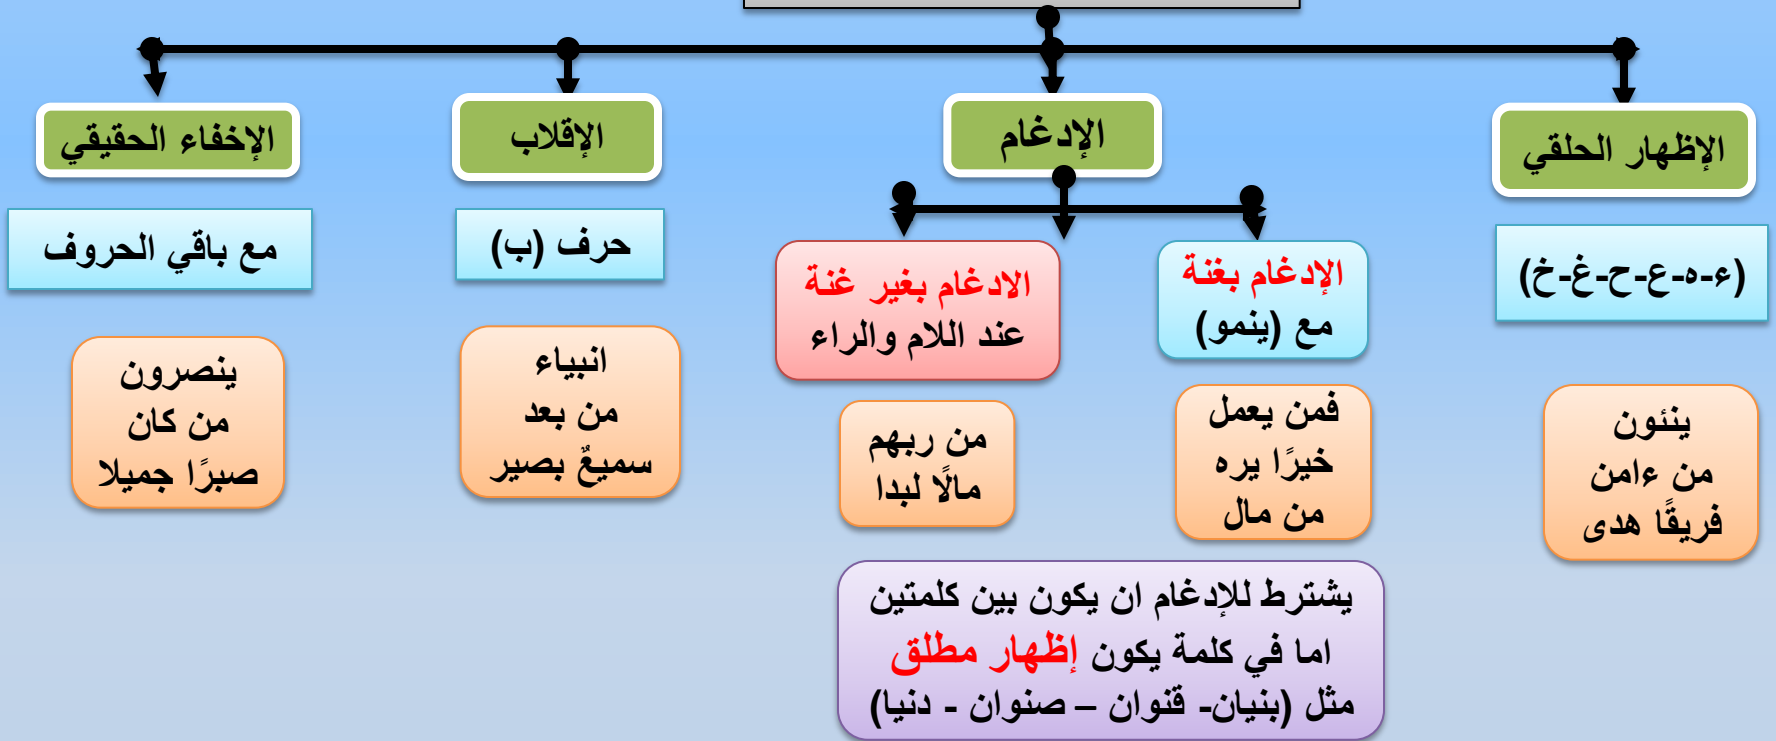 الإظهار الحلقي
(ء-ه-ع-ح-غ-خ)
ينئون
من ءامن
فريقًا هدى
الإدغام
الإدغام بغنة
مع (ينمو)
فمن يعمل
خيرًا يره
من مال
الادغام بغير غنة
عند اللام والراء
من ربهم
مالًا لبدا
يشترط للإدغام ان يكون بين كلمتين
اما في كلمة يكون إظهار مطلق
مثل (بنيان- قنوان – صنوان - دنيا)
الإقلاب
حرف (ب)
انبياء
من بعد
سميعٌ بصير
الإخفاء الحقيقي
مع باقي الحروف
ينصرون
من كان
صبرًا جميلا